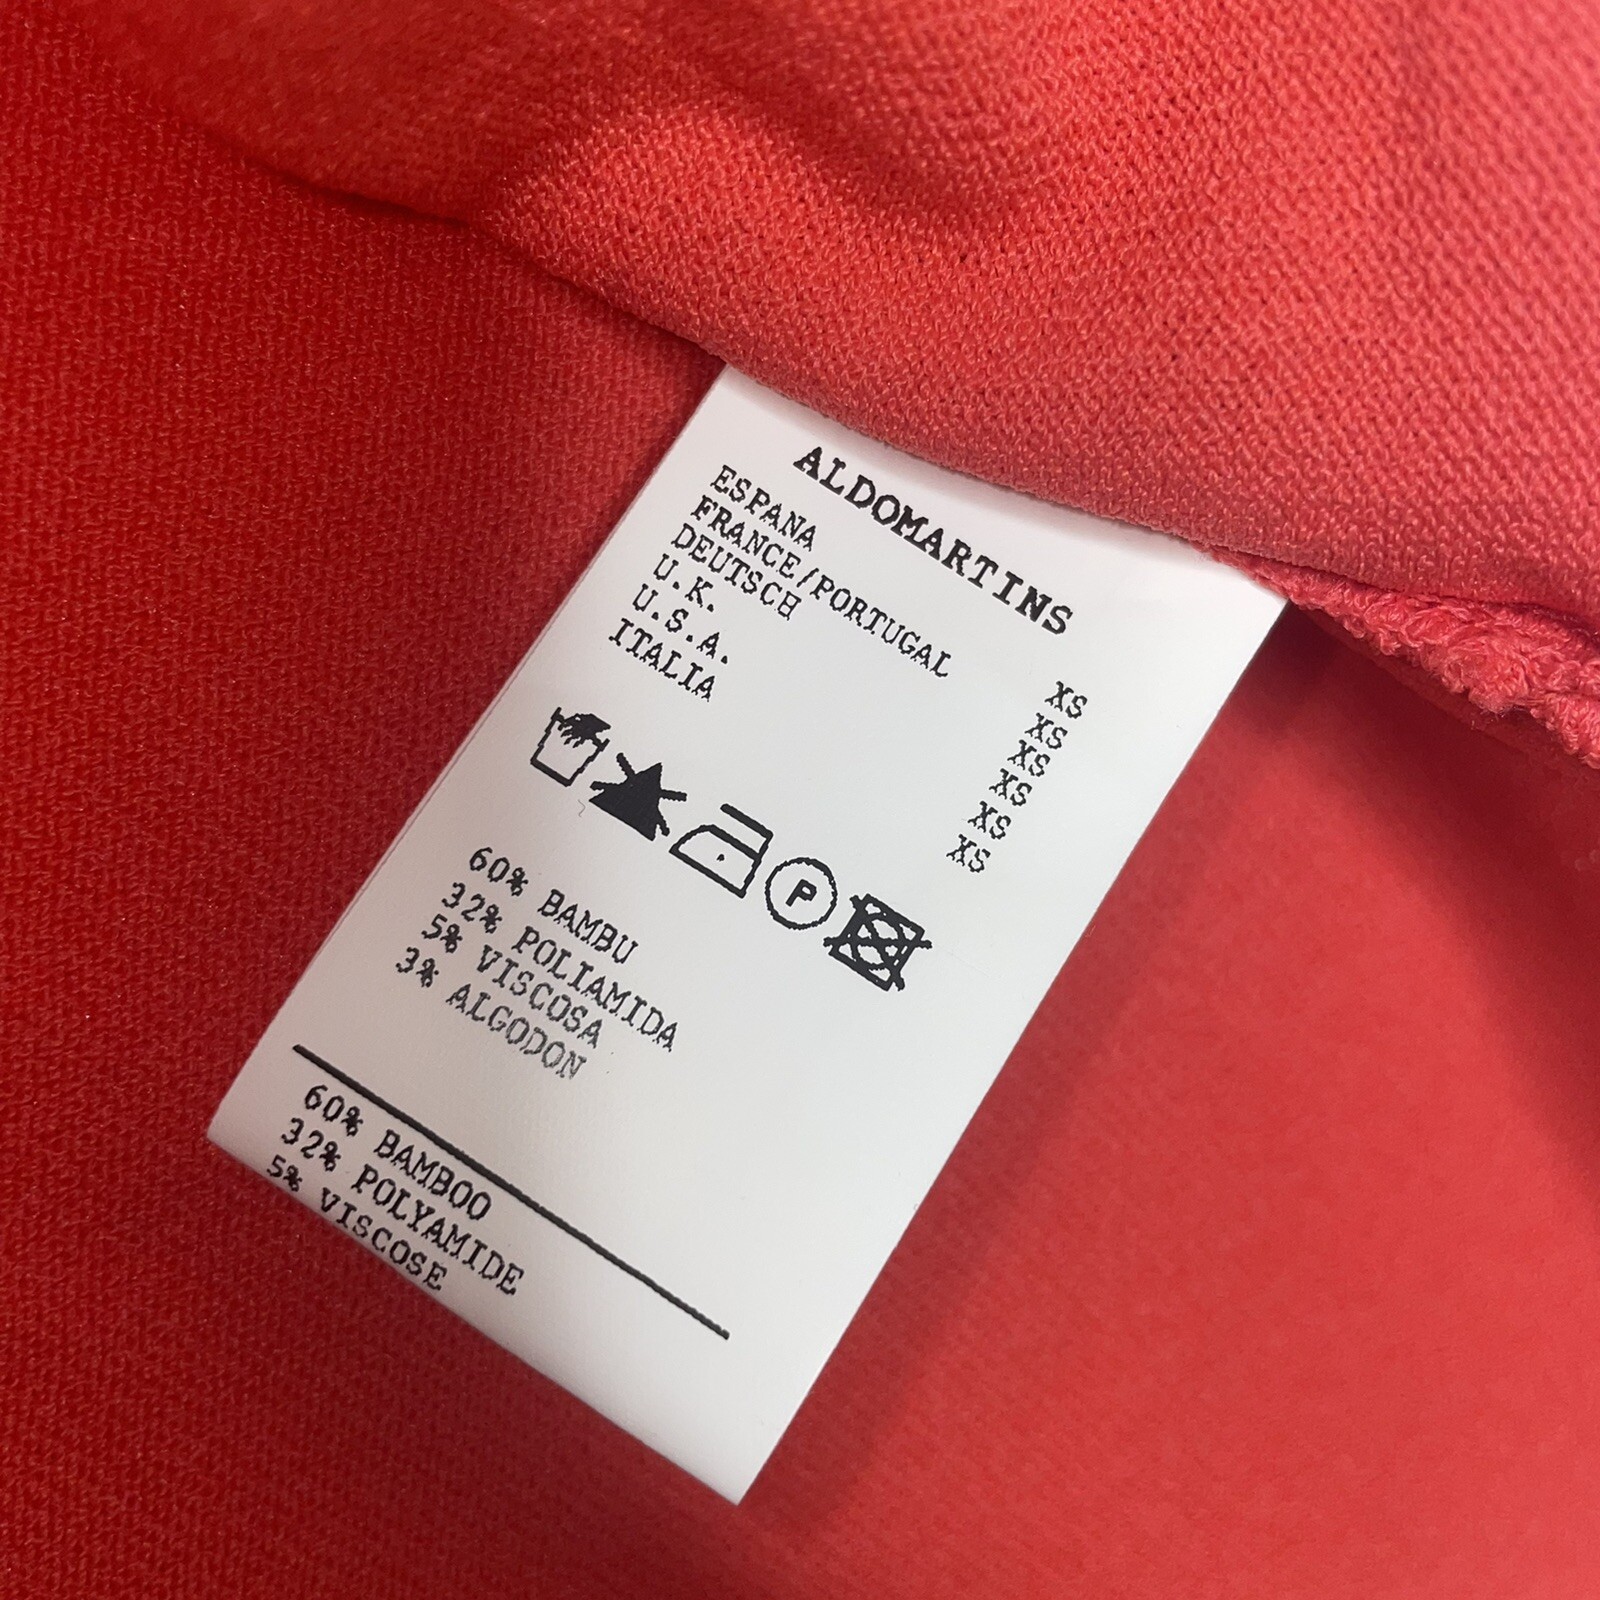 ALDOMARTINS
ESPANA XS
FRANCE/PORTUGAL XS
DEUTSCH XS
U.K. XS
U.S.A. XS
ITALIA XS
P
60% BAMBU
32% POLIAMIDA
5% VISCOSA
3% ALGODON
60% BAMBOO
32% POLYAMIDE
5% VISCOSE